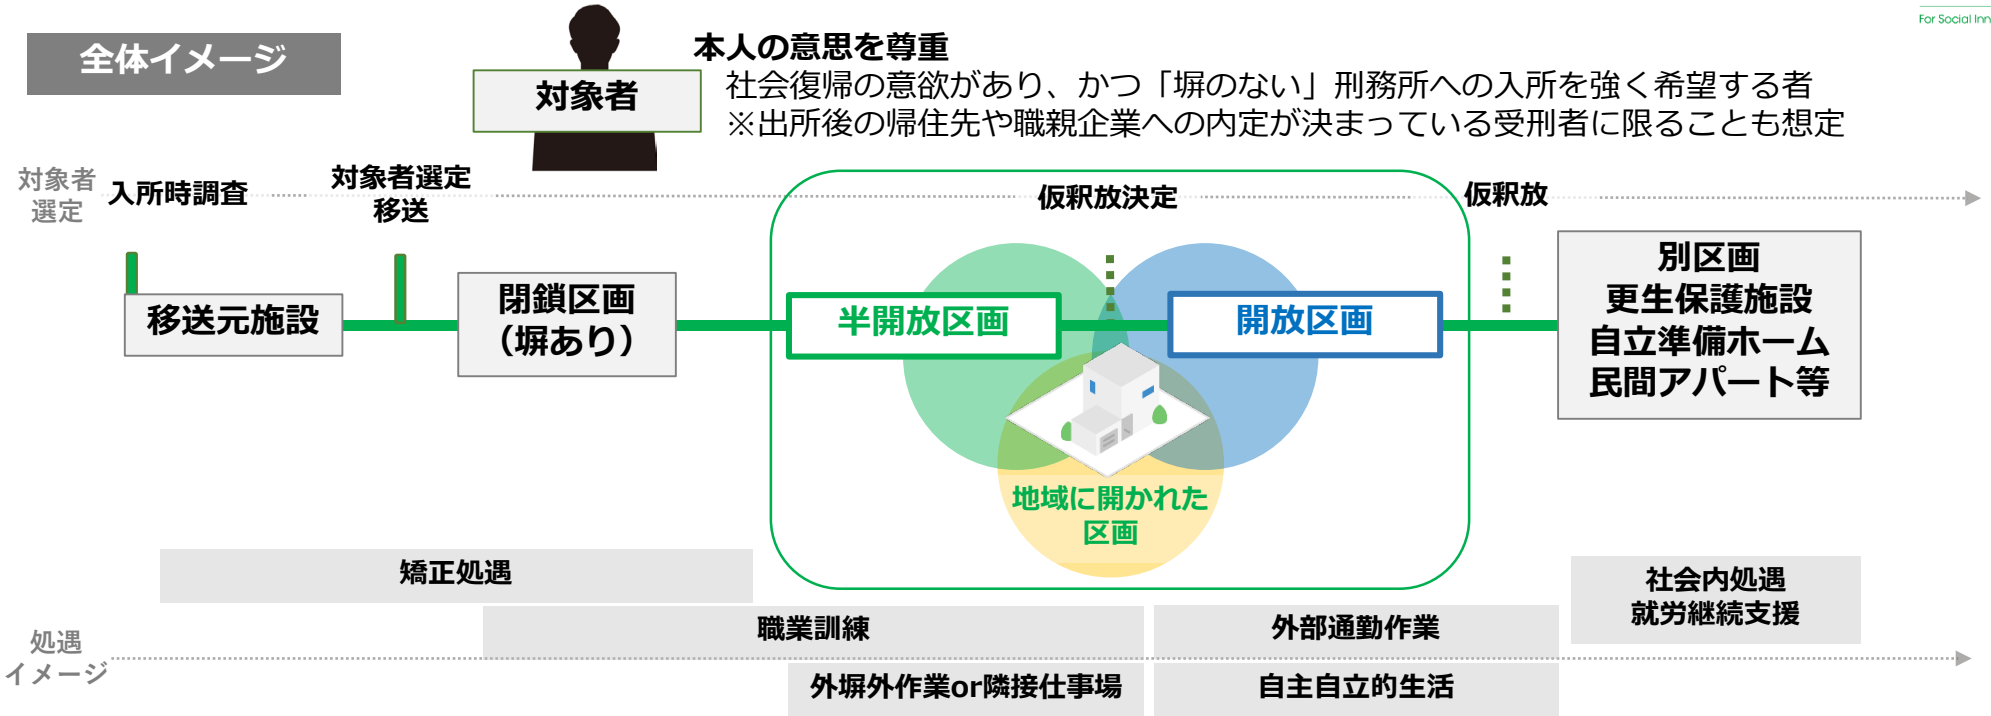 For Social Inn
全体イメージ
対象者
本人の意思を尊重
社会復帰の意欲があり、かつ「塀のない」刑務所への入所を強く希望する者
※出所後の帰住先や職親企業への内定が決まっている受刑者に限ることも想定
対象者
選定
入所時調査
対象者選定
移送
仮釈放決定
仮釈放
移送元施設
閉鎖区画
（塀あり）
半開放区画
開放区画
別区画
更生保護施設
自立準備ホーム
民間アパート等
地域に開かれた
区画
矯正処遇
職業訓練
外部通勤作業
社会内処遇
就労継続支援
処遇
イメージ
外塀外作業or隣接仕事場
自主自立的生活